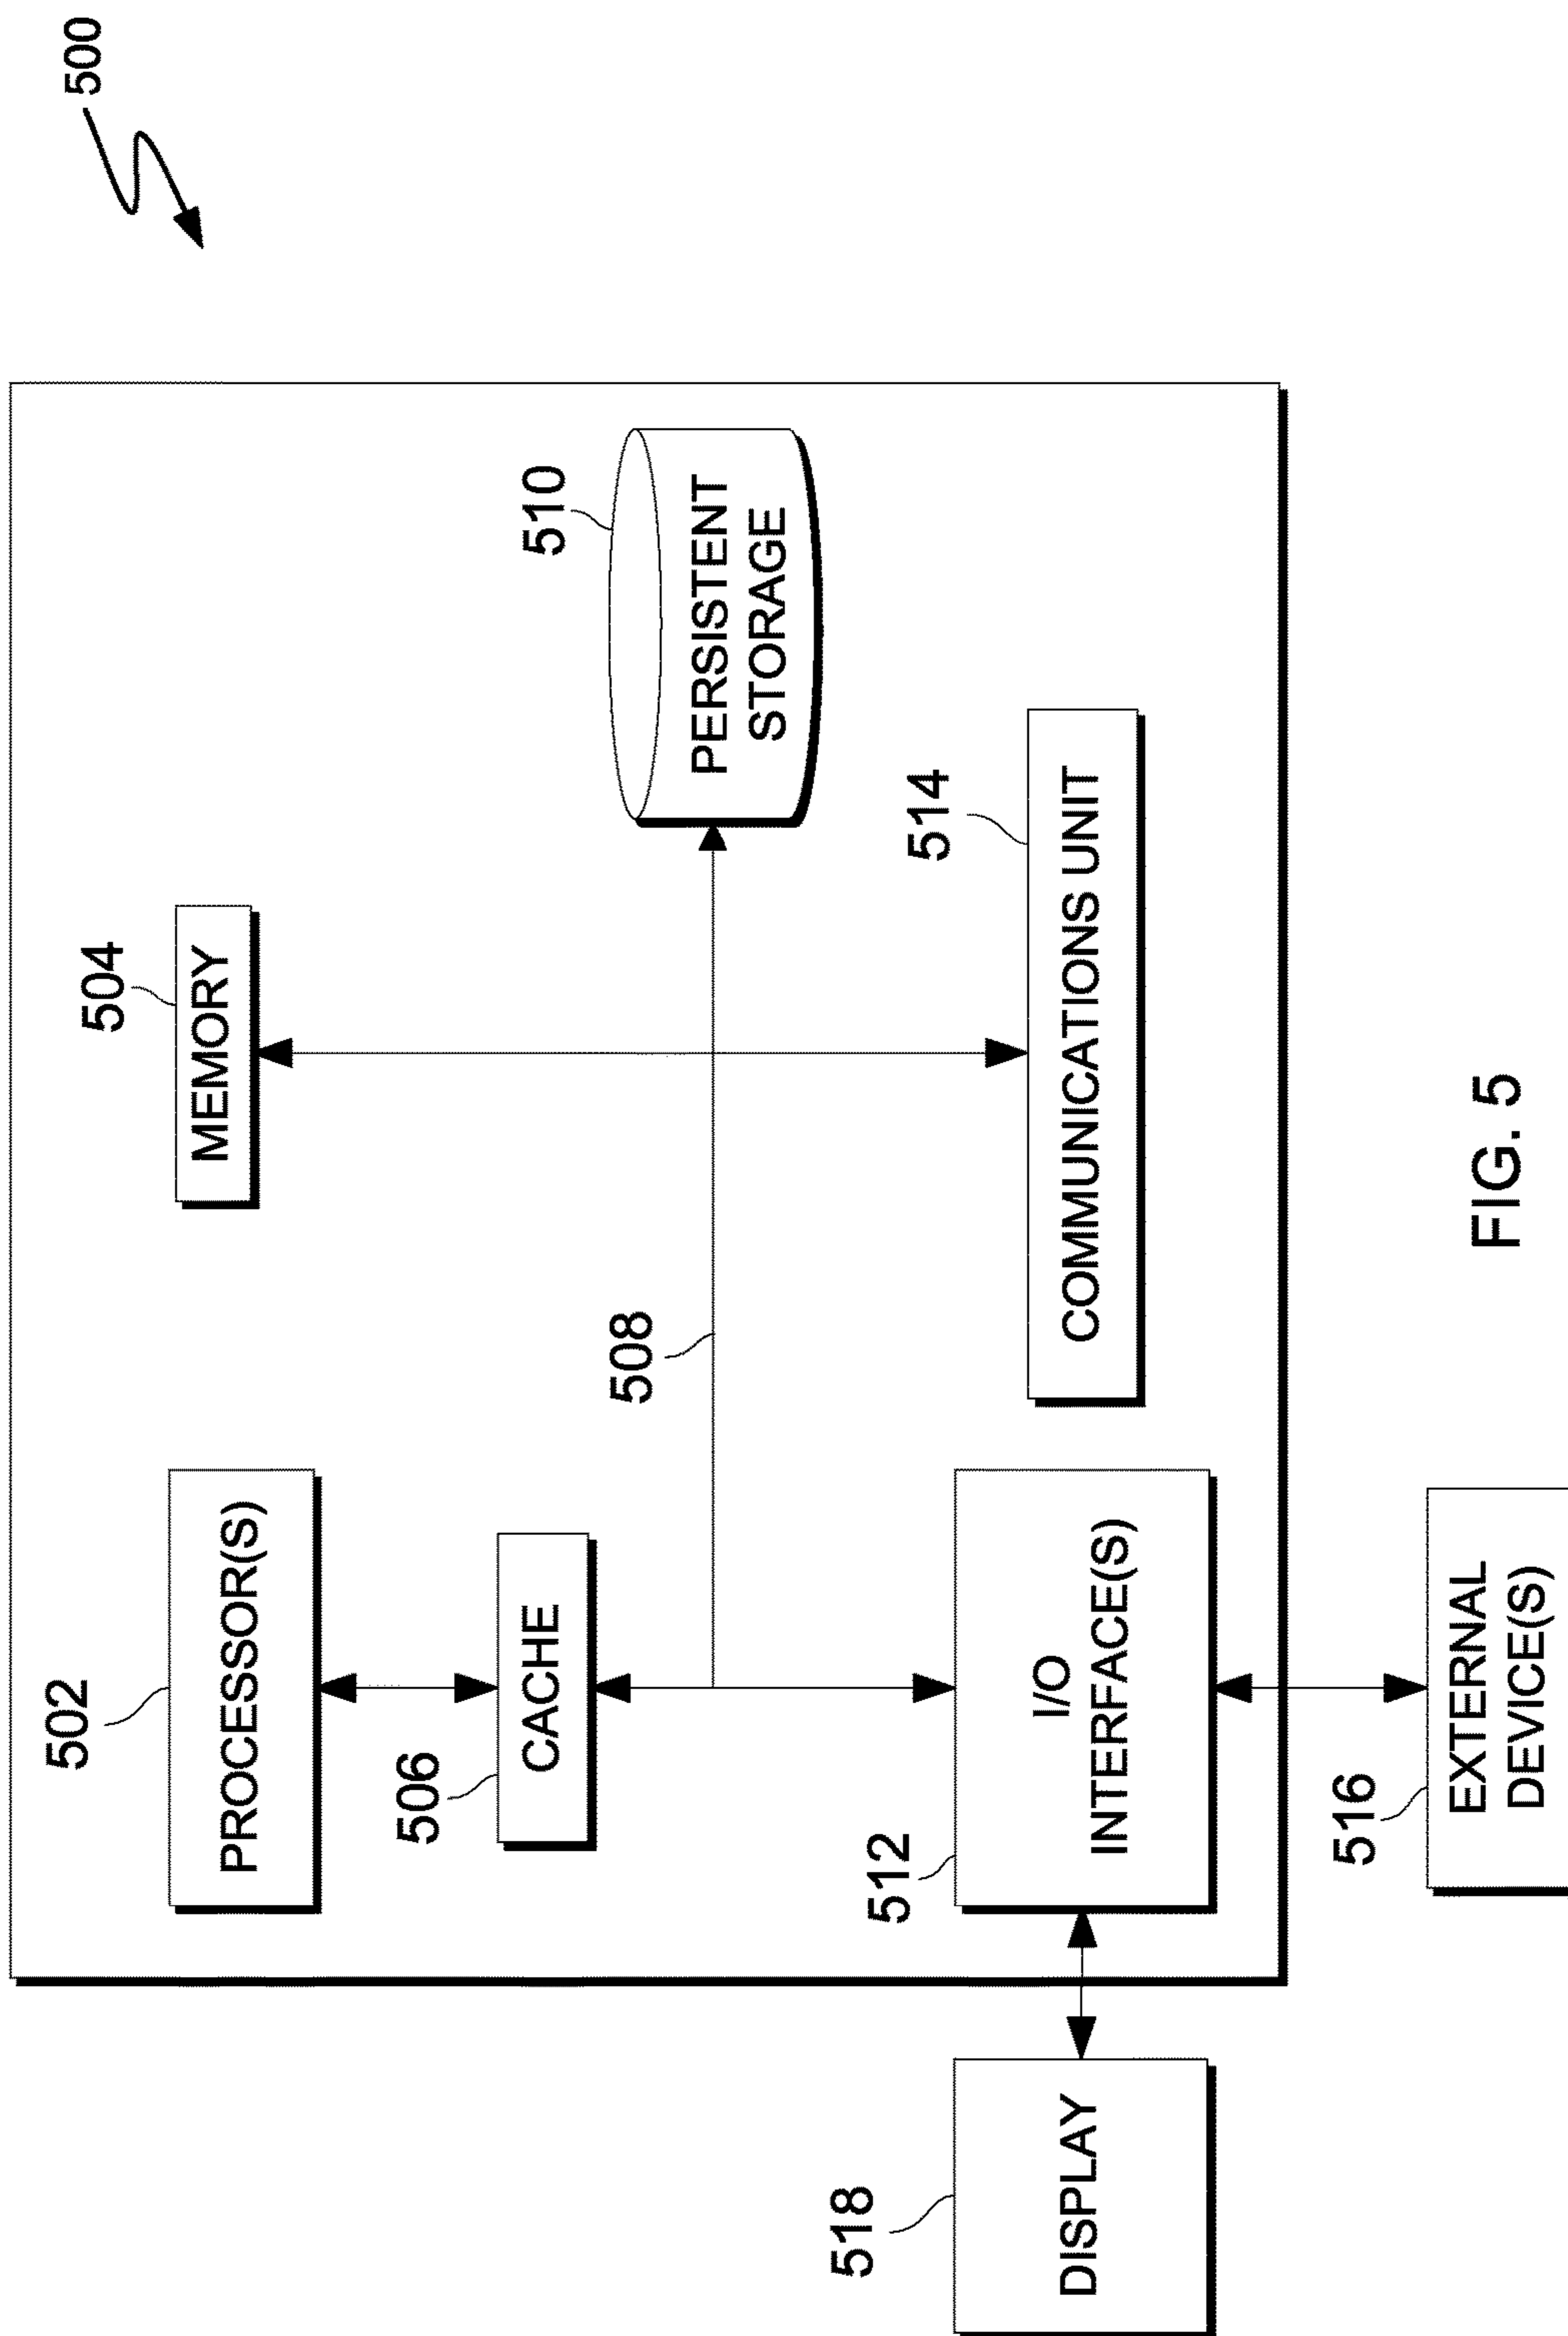 500
502
PROCESSOR(S)
504
MEMORY
506
CACHE
510
PERSISTENT
STORAGE
508
512
I/O
INTERFACE(S)
514
COMMUNICATIONS UNIT
518
DISPLAY
516
EXTERNAL
DEVICE(S)
FIG. 5